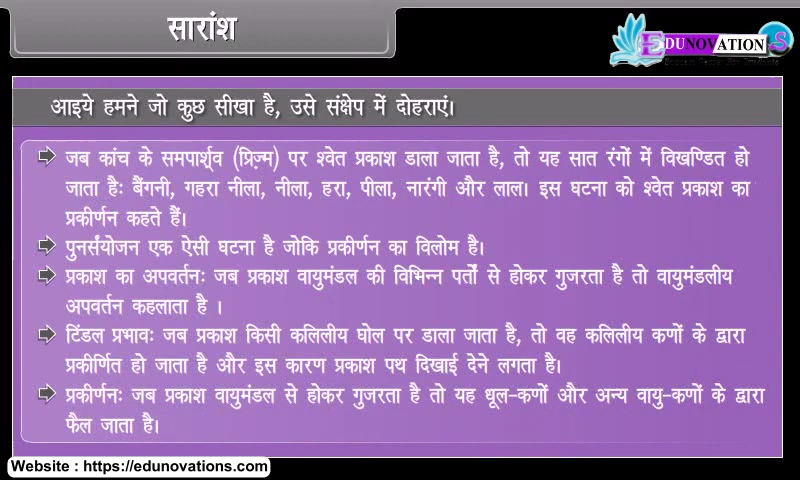 सारांश
EDUNOVATION
S
आइये हमने जो कुछ सीखा है, उसे संक्षेप में दोहराएं।
जब कांच के समपार्श्व (प्रिज़्म) पर श्वेत प्रकाश डाला जाता है, तो यह सात रंगों में विखण्डित हो
जाता हैः बैंगनी, गहरा नीला, नीला, हरा, पीला, नारंगी और लाल। इस घटना को श्वेत प्रकाश का
प्रकीर्णन कहते हैं।
पुनर्संयोजन एक ऐसी घटना है जोकि प्रकीर्णन का विलोम है।
प्रकाश का अपवर्तनः जब प्रकाश वायुमंडल की विभिन्न पर्तों से होकर गुजरता है तो वायुमंडलीय
अपवर्तन कहलाता है ।
टिंडल प्रभावः जब प्रकाश किसी कलिलीय घोल पर डाला जाता है, तो वह कलिलीय कणों के द्वारा
प्रकीर्णित हो जाता है और इस कारण प्रकाश पथ दिखाई देने लगता है।
प्रकीर्णनः जब प्रकाश वायुमंडल से होकर गुजरता है तो यह धूल-कणों और अन्य वायु-कणों के द्वारा
फैल जाता है।
Website : https://edunovations.com